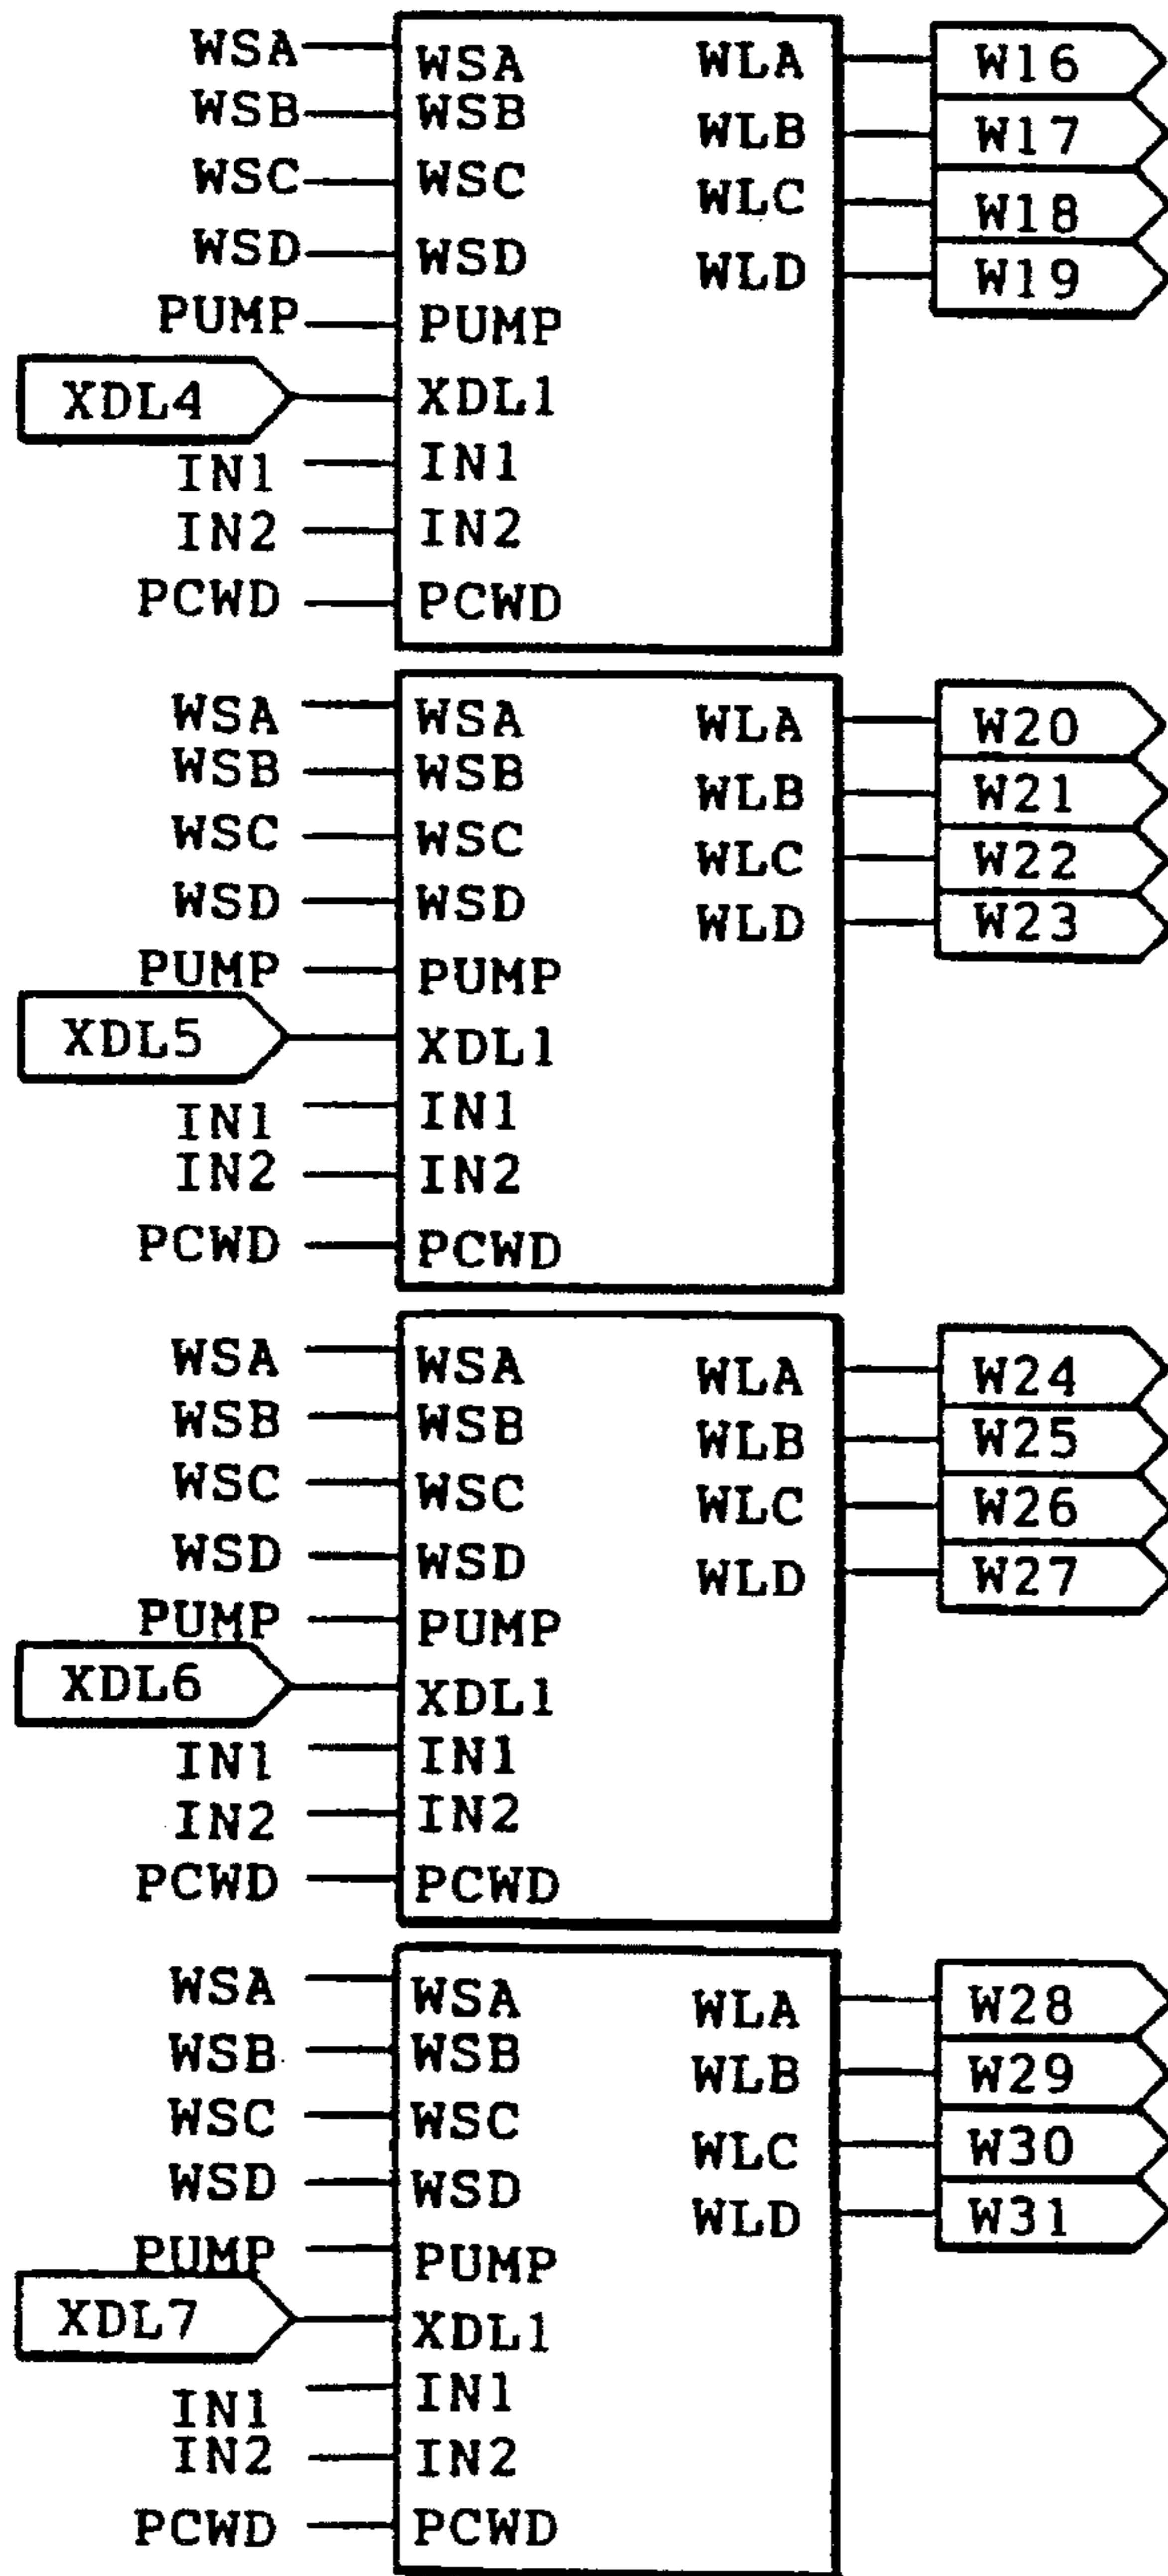 WSA WSA WLA W16
WSB WSB WLB W17
WSC WSC WLC W18
WSD WSD WLD W19
PUMP PUMP
XDL4 XDL1
IN1 IN1
IN2 IN2
PCWD PCWD
WSA WSA WLA W20
WSB WSB WLB W21
WSC WSC WLC W22
WSD WSD WLD W23
PUMP PUMP
XDL5 XDL1
IN1 IN1
IN2 IN2
PCWD PCWD
WSA WSA WLA W24
WSB WSB WLB W25
WSC WSC WLC W26
WSD WSD WLD W27
PUMP PUMP
XDL6 XDL1
IN1 IN1
IN2 IN2
PCWD PCWD
WSA WSA WLA W28
WSB WSB WLB W29
WSC WSC WLC W30
WSD WSD WLD W31
PUMP PUMP
XDL7 XDL1
IN1 IN1
IN2 IN2
PCWD PCWD